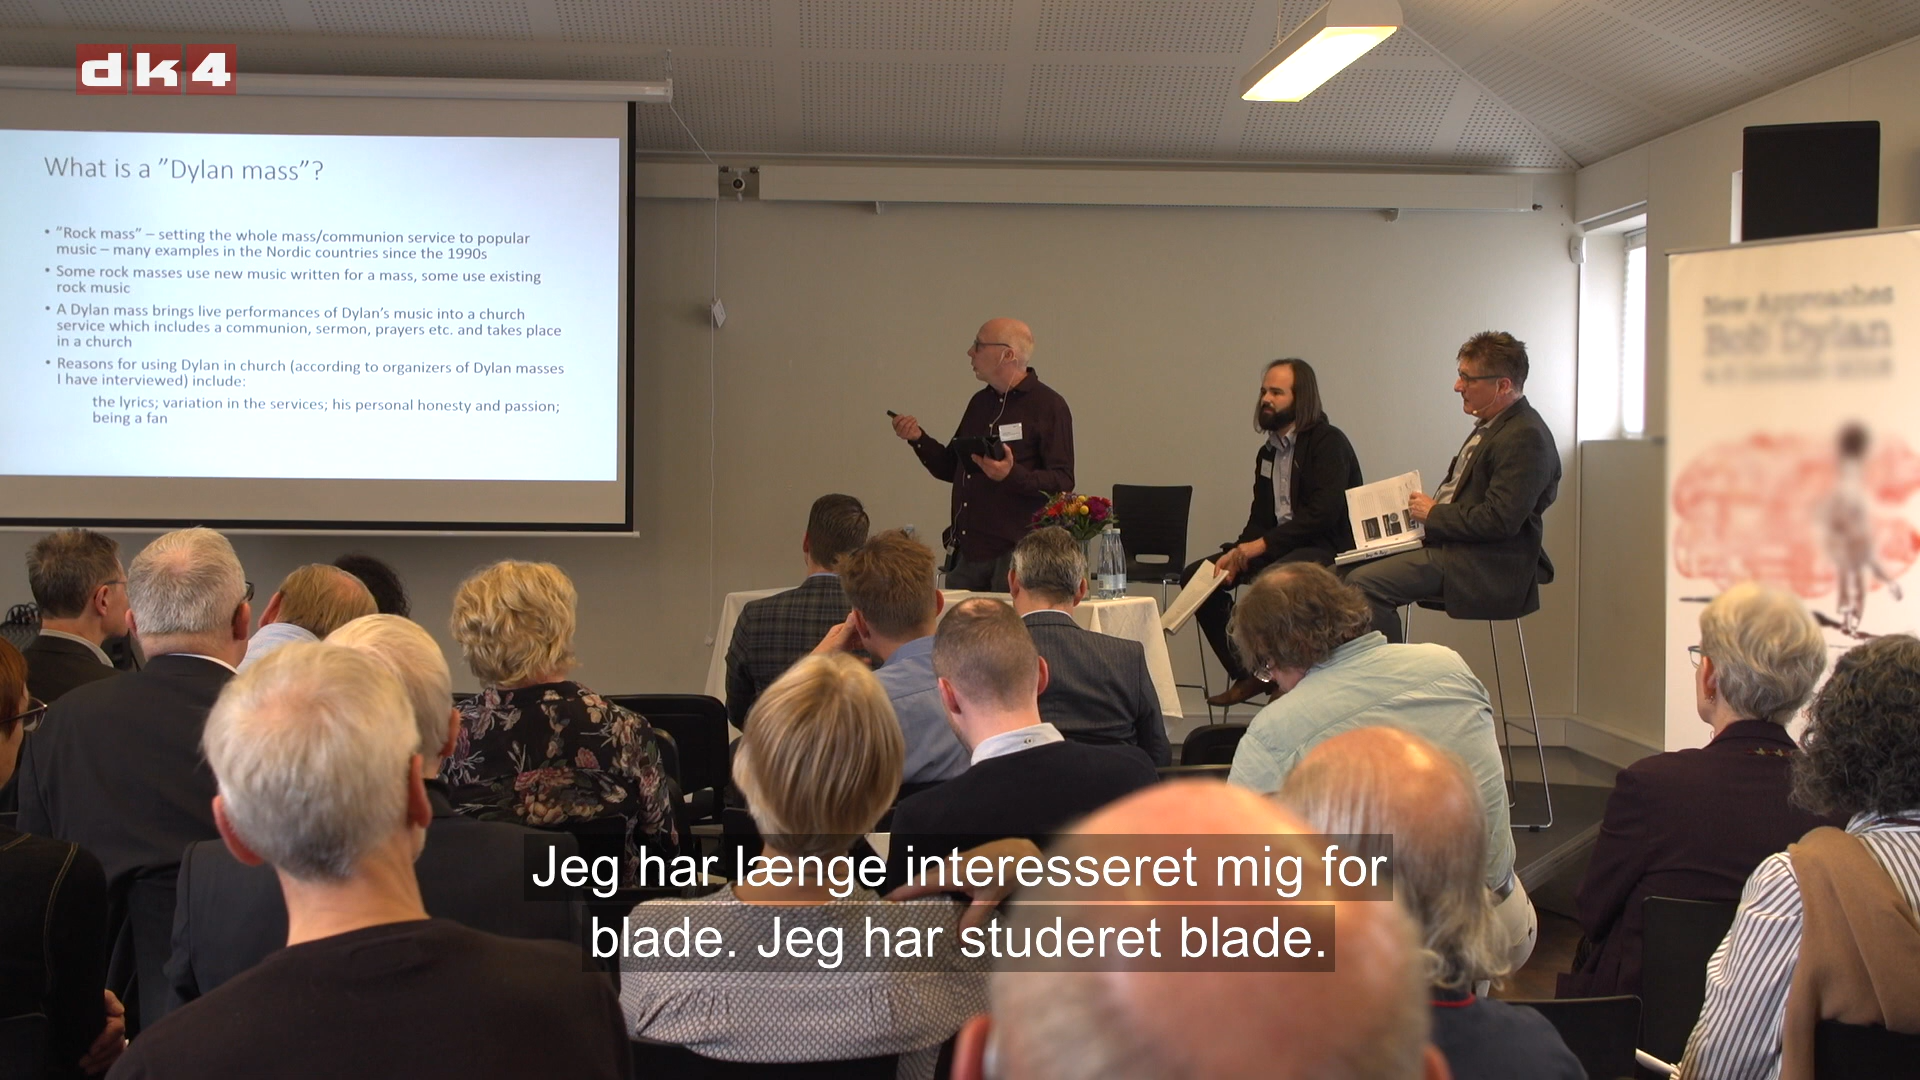 dk4
What is a ”Dylan mass”?
• ”Rock mass” – setting the whole mass/communion service to popular
music – many examples in the Nordic countries since the 1990s
• Some rock masses use new music written for a mass, some use existing
rock music
• A Dylan mass brings live performances of Dylan’s music into a church
service which includes a communion, sermon, prayers etc. and takes place
in a church
• Reasons for using Dylan in church (according to organizers of Dylan masses
I have interviewed) include:
the lyrics; variation in the services; his personal honesty and passion;
being a fan
New Approaches
Bob Dylan
Jeg har længe interesseret mig for
blade. Jeg har studeret blade.